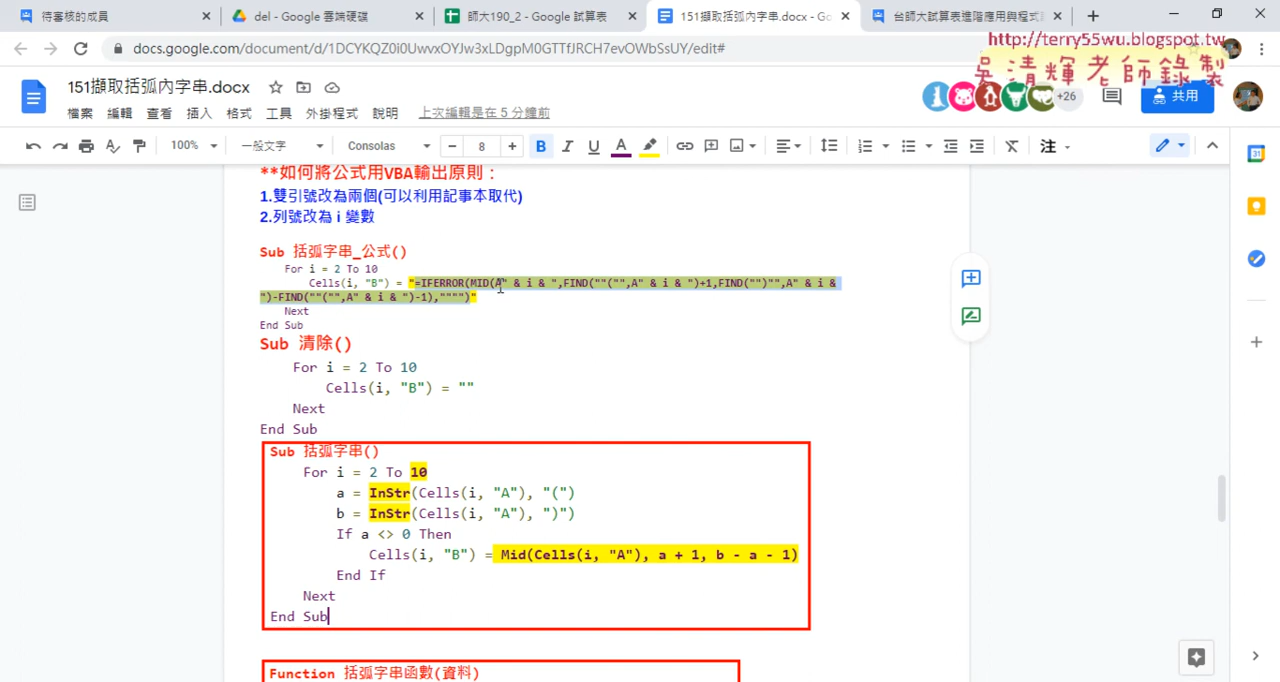 待審核的成員
del - Google 雲端硬碟
師大190_2 - Google 試算表
151擷取括弧內字串.docx - Go
台師大試算表進階應用與程式
docs.google.com/document/d/1DCYKQZ0i0UwvxOYJw3xLDgpM0GTTfJRCH7evOWbSsUY/edit#
http://terry55wu.blogspot.tw
吳清輝老師錄製
151擷取括弧內字串.docx
檔案 編輯 查看 插入 格式 工具 外掛程式 說明 上次編輯是在 5 分鐘前
+26
共用
100% 一般文字 Consolas 8 B I U A 注
**如何將公式用VBA輸出原則：
1.雙引號改為兩個(可以利用記事本取代)
2.列號改為 i 變數
Sub 括弧字串_公式()
For i = 2 To 10
Cells(i, "B") = "=IFERROR(MID(A" & i & ",FIND(""("",A" & i & ")+1,FIND("")"",A" & i &
")-FIND(""("",A" & i & ")-1),"""")"
Next
End Sub
Sub 清除()
For i = 2 To 10
Cells(i, "B") = ""
Next
End Sub
Sub 括弧字串()
For i = 2 To 10
a = InStr(Cells(i, "A"), "(")
b = InStr(Cells(i, "A"), ")")
If a <> 0 Then
Cells(i, "B") = Mid(Cells(i, "A"), a + 1, b - a - 1)
End If
Next
End Sub
Function 括弧字串函數(資料)